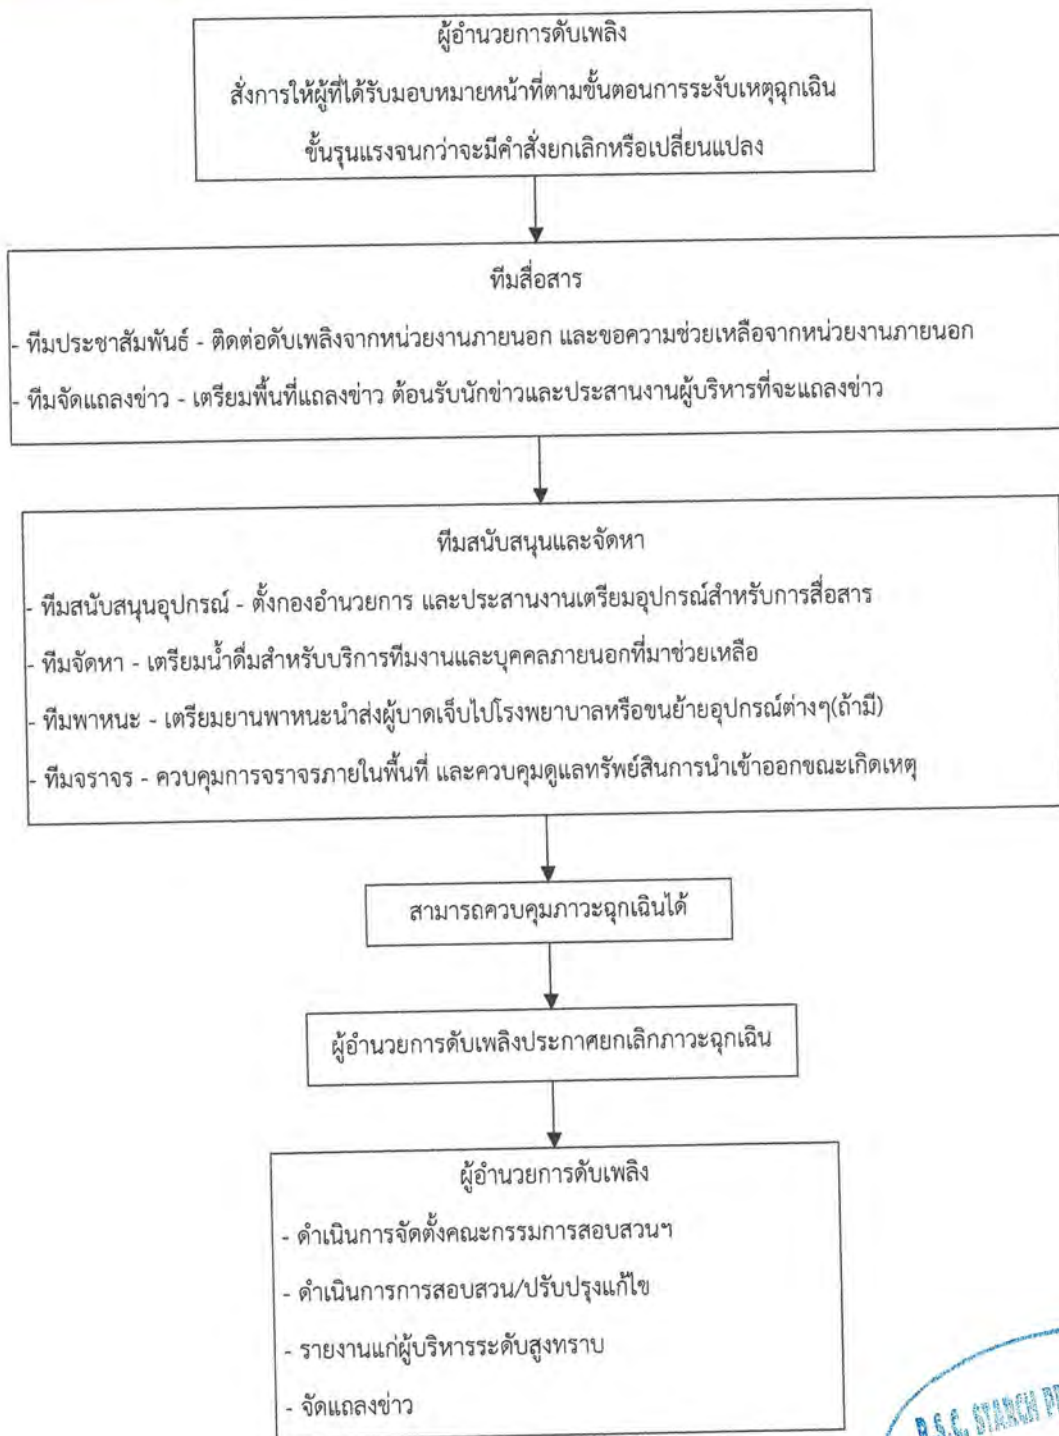 ผู้อำนวยการดับเพลิง
สั่งการให้ผู้ที่ได้รับมอบหมายหน้าที่ตามขั้นตอนการระงับเหตุฉุกเฉิน
ขั้นรุนแรงจนกว่าจะมีคำสั่งยกเลิกหรือเปลี่ยนแปลง
ทีมสื่อสาร
- ทีมประชาสัมพันธ์ - ติดต่อดับเพลิงจากหน่วยงานภายนอก และขอความช่วยเหลือจากหน่วยงานภายนอก
- ทีมจัดแถลงข่าว - เตรียมพื้นที่แถลงข่าว ต้อนรับนักข่าวและประสานงานผู้บริหารที่จะแถลงข่าว
ทีมสนับสนุนและจัดหา
- ทีมสนับสนุนอุปกรณ์ - ตั้งกองอำนวยการ และประสานงานเตรียมอุปกรณ์สำหรับการสื่อสาร
- ทีมจัดหา - เตรียมน้ำดื่มสำหรับบริการทีมงานและบุคคลภายนอกที่มาช่วยเหลือ
- ทีมพาหนะ - เตรียมยานพาหนะนำส่งผู้บาดเจ็บไปโรงพยาบาลหรือขนย้ายอุปกรณ์ต่างๆ(ถ้ามี)
- ทีมจราจร - ควบคุมการจราจรภายในพื้นที่ และควบคุมดูแลทรัพย์สินการนำเข้าออกขณะเกิดเหตุ
สามารถควบคุมภาวะฉุกเฉินได้
ผู้อำนวยการดับเพลิงประกาศยกเลิกภาวะฉุกเฉิน
ผู้อำนวยการดับเพลิง
- ดำเนินการจัดตั้งคณะกรรมการสอบสวนฯ
- ดำเนินการการสอบสวน/ปรับปรุงแก้ไข
- รายงานแก่ผู้บริหารระดับสูงทราบ
- จัดแถลงข่าว
S.C. STARCH